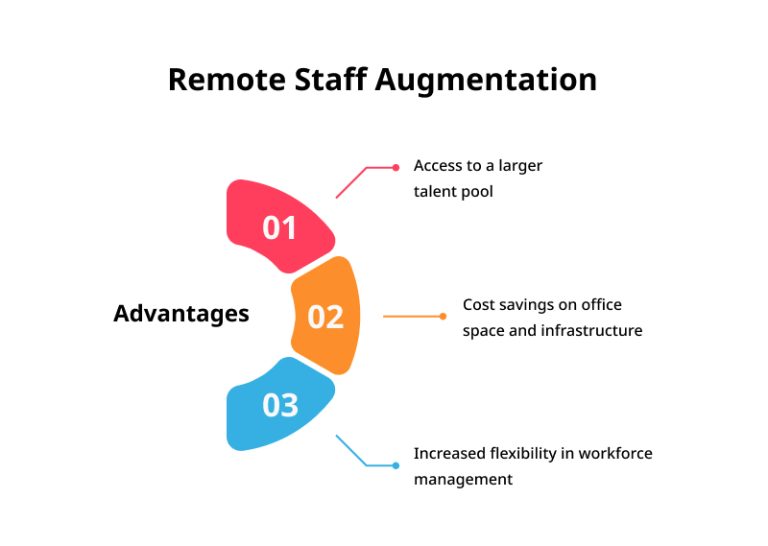 Remote Staff Augmentation
01
Access to a larger
talent pool
Advantages
02
Cost savings on office
space and infrastructure
03
Increased flexibility in workforce
management